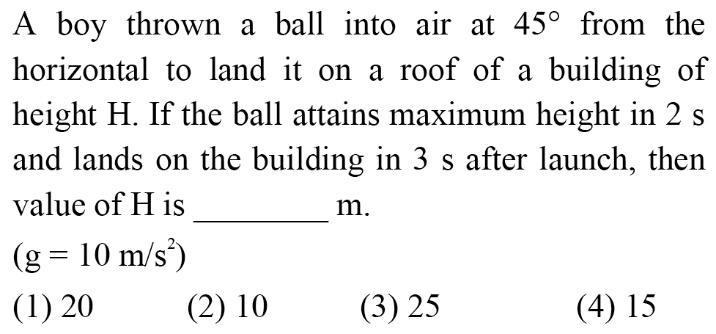 A boy thrown a ball into air at 45° from the
horizontal to land it on a roof of a building of
height H. If the ball attains maximum height in 2 s
and lands on the building in 3 s after launch, then
value of H is ________ m.
(g = 10 m/s²)
(1) 20 (2) 10 (3) 25 (4) 15